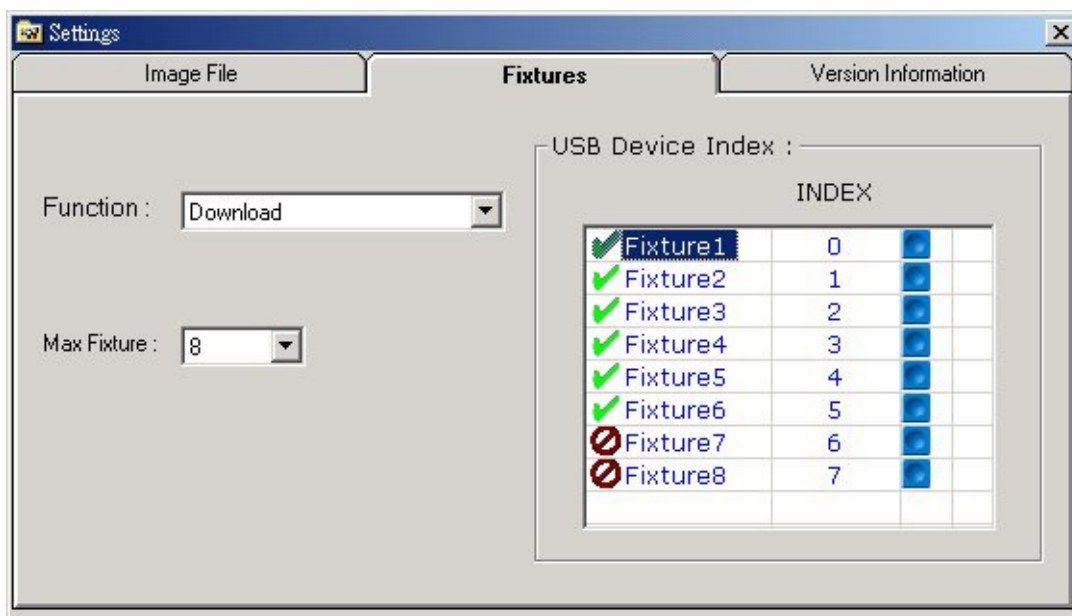 Settings
Image File
Fixtures
Version Information
Function :
Download
Max Fixture :
8
USB Device Index :
INDEX
Fixture1 0
Fixture2 1
Fixture3 2
Fixture4 3
Fixture5 4
Fixture6 5
Fixture7 6
Fixture8 7